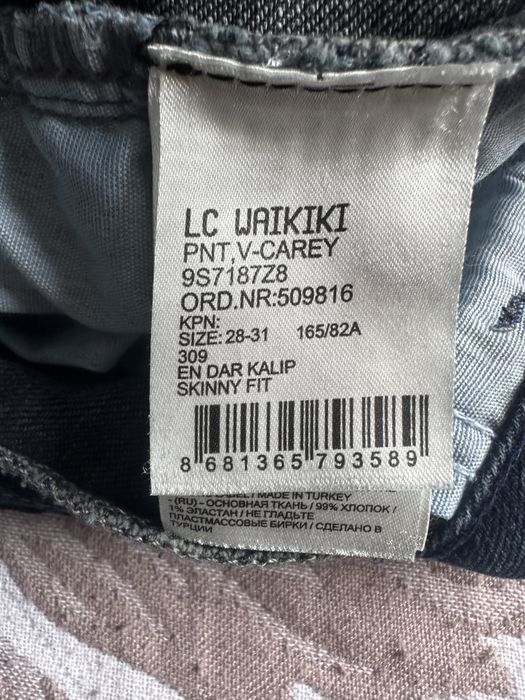 LC WAIKIKI
PNT,V-CAREY
9S7187Z8
ORD.NR:509816
KPN:
SIZE: 28-31 165/82A
309
EN DAR KALIP
SKINNY FIT
8 681365 793589
MADE IN TURKEY
- (RU) - ОСНОВНАЯ ТКАНЬ / 99% ХЛОПОК /
1% ЭЛАСТАН / НЕ ГЛАДЬТЕ
ПЛАСТМАССОВЫЕ БИРКИ / СДЕЛАНО В
ТУРЦИИ